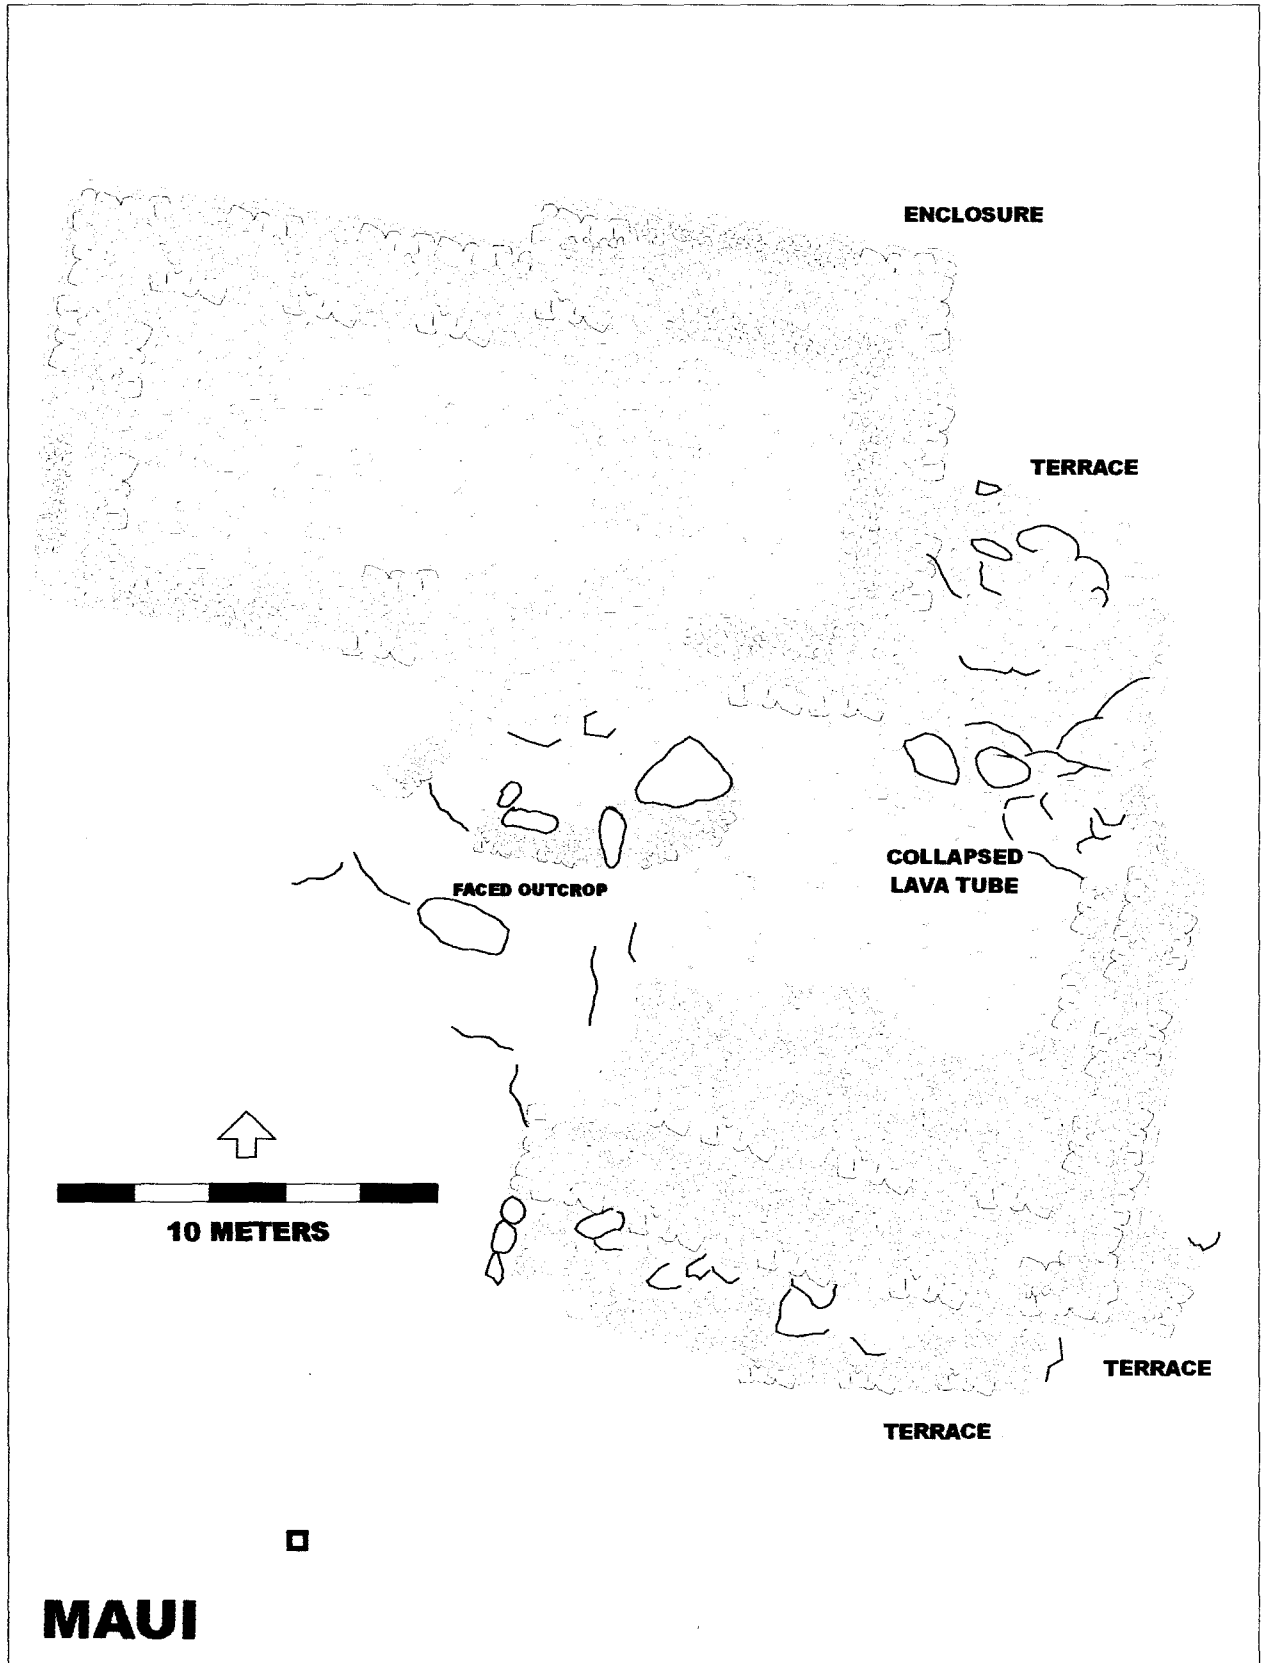 ENCLOSURE
TERRACE
COLLAPSED
LAVA TUBE
FACED OUTCROP
10 METERS
TERRACE
TERRACE
MAUI